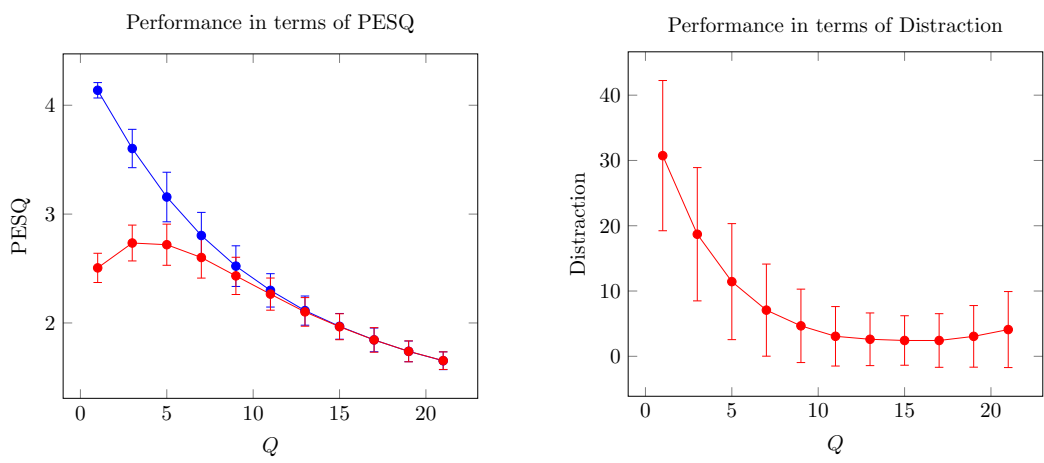 Performance in terms of PESQ
4
3
2
PESQ
0 5 10 15 20
Q
Performance in terms of Distraction
40
30
20
10
0
Distraction
0 5 10 15 20
Q